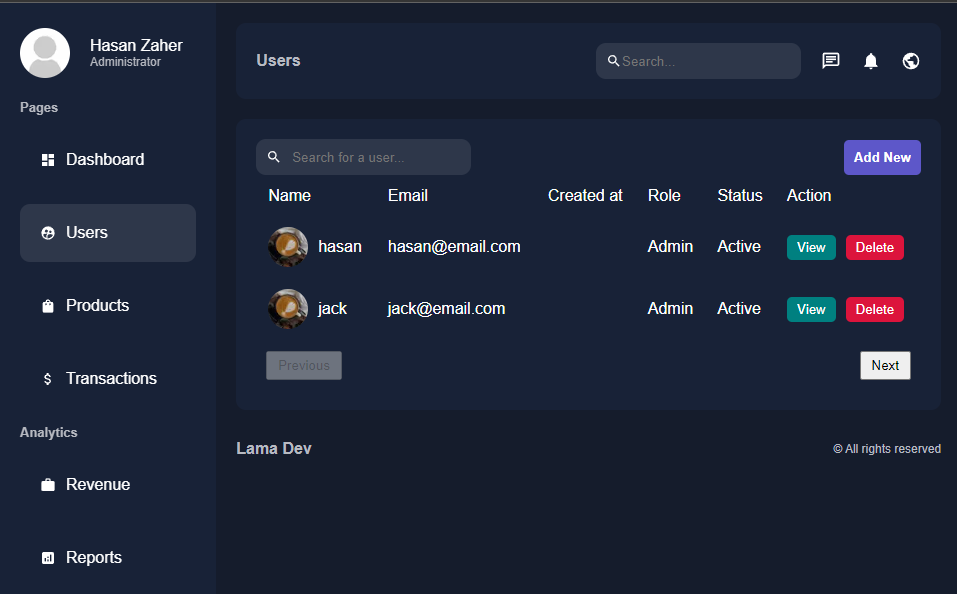 Hasan Zaher
Administrator
Pages
Dashboard
Users
Products
Transactions
Analytics
Revenue
Reports
Users
Search...
Search for a user...
Add New
Name Email Created at Role Status Action
hasan hasan@email.com Admin Active View Delete
jack jack@email.com Admin Active View Delete
Previous Next
Lama Dev © All rights reserved